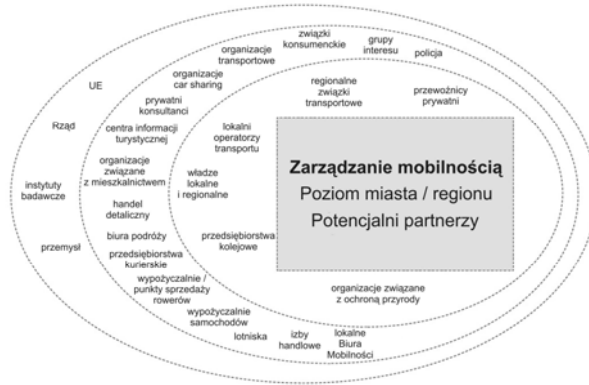 związki
konsumenckie
grupy
interesu
policja
organizacje
transportowe
organizacje
car sharing
UE
prywatni
konsultanci
Rząd
centra informacji
turystycznej
organizacje
związane
z mieszkalnictwem
instytuty
badawcze
handel
detaliczny
biura podróży
przemysł
przedsiębiorstwa
kurierskie
wypożyczalnie /
punkty sprzedaży
rowerów
wypożyczalnie
samochodów
lotniska
izby
handlowe
lokalne
Biura
Mobilności
regionalne
związki
transportowe
przewoźnicy
prywatni
lokalni
operatorzy
transportu
władze
lokalne
i regionalne
przedsiębiorstwa
kolejowe
organizacje związane
z ochroną przyrody
Zarządzanie mobilnością
Poziom miasta / regionu
Potencjalni partnerzy